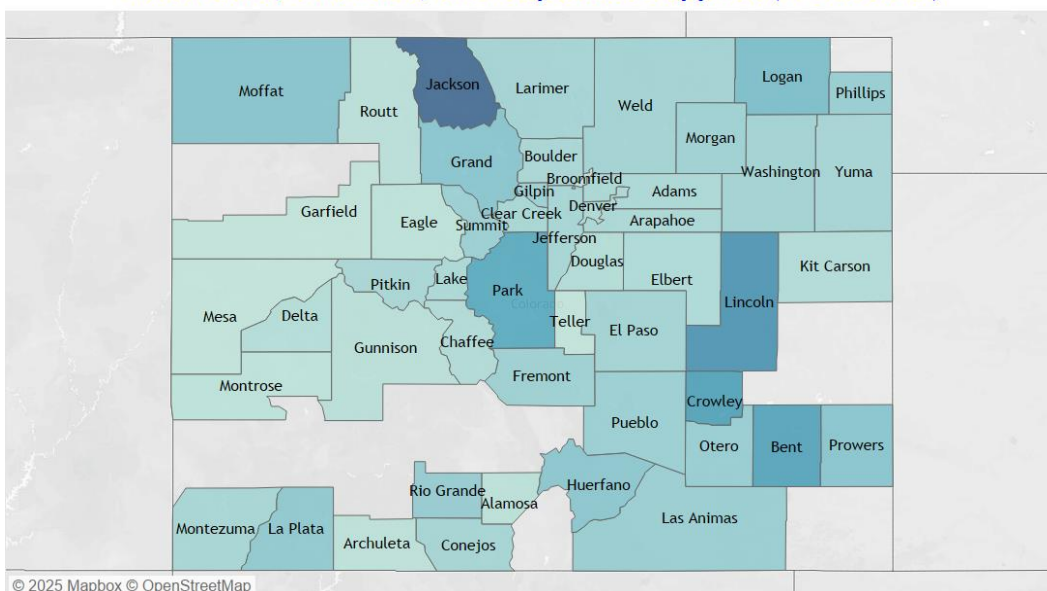 Jackson
Logan
Moffat
Larimer
Phillips
Weld
Routt
Morgan
Boulder
Grand
Washington
Yuma
Broomfield
Gilpin
Adams
Denver
Garfield
Clear Creek
Eagle
Arapahoe
Summit
Jefferson
Douglas
Kit Carson
Lake
Elbert
Pitkin
Park
Colorado
Lincoln
Mesa
Delta
Teller
El Paso
Chaffee
Gunnison
Fremont
Montrose
Crowley
Pueblo
Otero
Bent
Prowers
Huerfano
Rio Grande
Alamosa
Las Animas
Montezuma
La Plata
Archuleta
Conejos
© 2025 Mapbox © OpenStreetMap